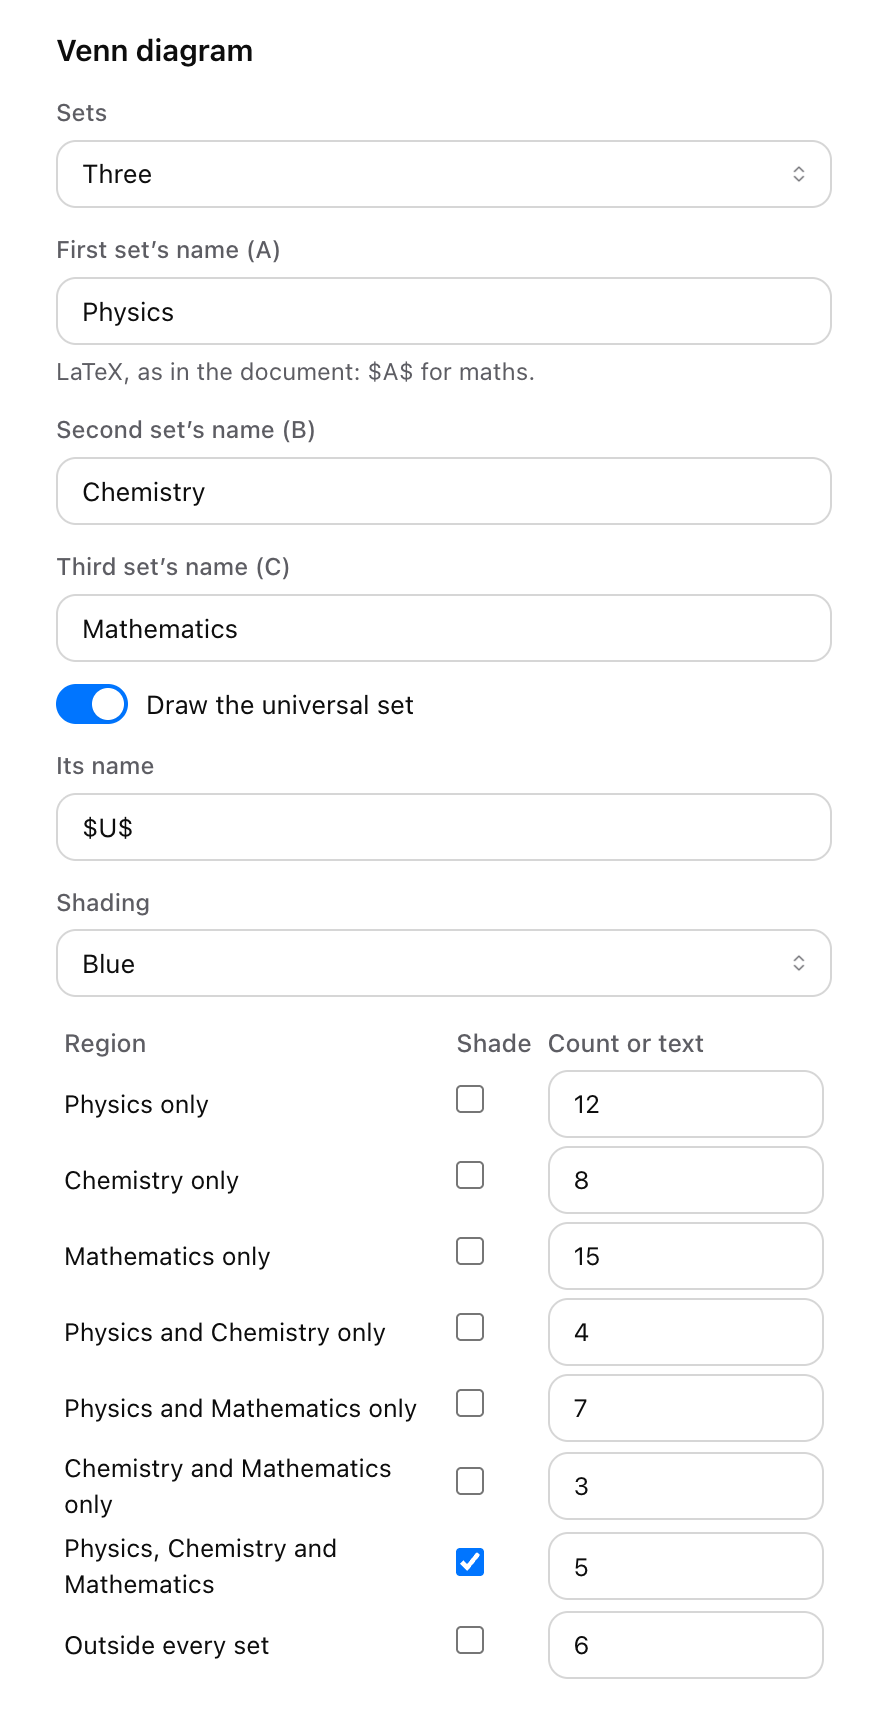 Venn diagram
Sets
Three
First set’s name (A)
Physics
LaTeX, as in the document: $A$ for maths.
Second set’s name (B)
Chemistry
Third set’s name (C)
Mathematics
Draw the universal set
Its name
$U$
Shading
Blue
Region Shade Count or text
Physics only 12
Chemistry only 8
Mathematics only 15
Physics and Chemistry only 4
Physics and Mathematics only 7
Chemistry and Mathematics
only 3
Physics, Chemistry and
Mathematics 5
Outside every set 6